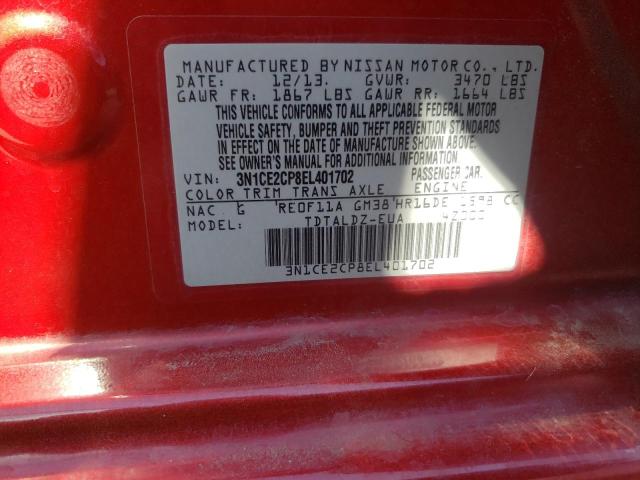 MANUFACTURED BY NISSAN MOTOR CO., LTD.
DATE: 12/13. GVWR: 3470 LBS
GAWR FR: 1867 LBS GAWR RR: 1664 LBS
THIS VEHICLE CONFORMS TO ALL APPLICABLE FEDERAL MOTOR
VEHICLE SAFETY, BUMPER AND THEFT PREVENTION STANDARDS
IN EFFECT ON THE DATE OF MANUFACTURE SHOWN ABOVE.
SEE OWNER'S MANUAL FOR ADDITIONAL INFORMATION.
VIN: 3N1CE2CP8EL401702 PASSENGER CAR.
COLOR TRIM TRANS AXLE ENGINE
NAC G RE0F11A GM38 HR16DE 1598 CC
MODEL: TDTALDZ-EUA
3N1CE2CP8EL401702